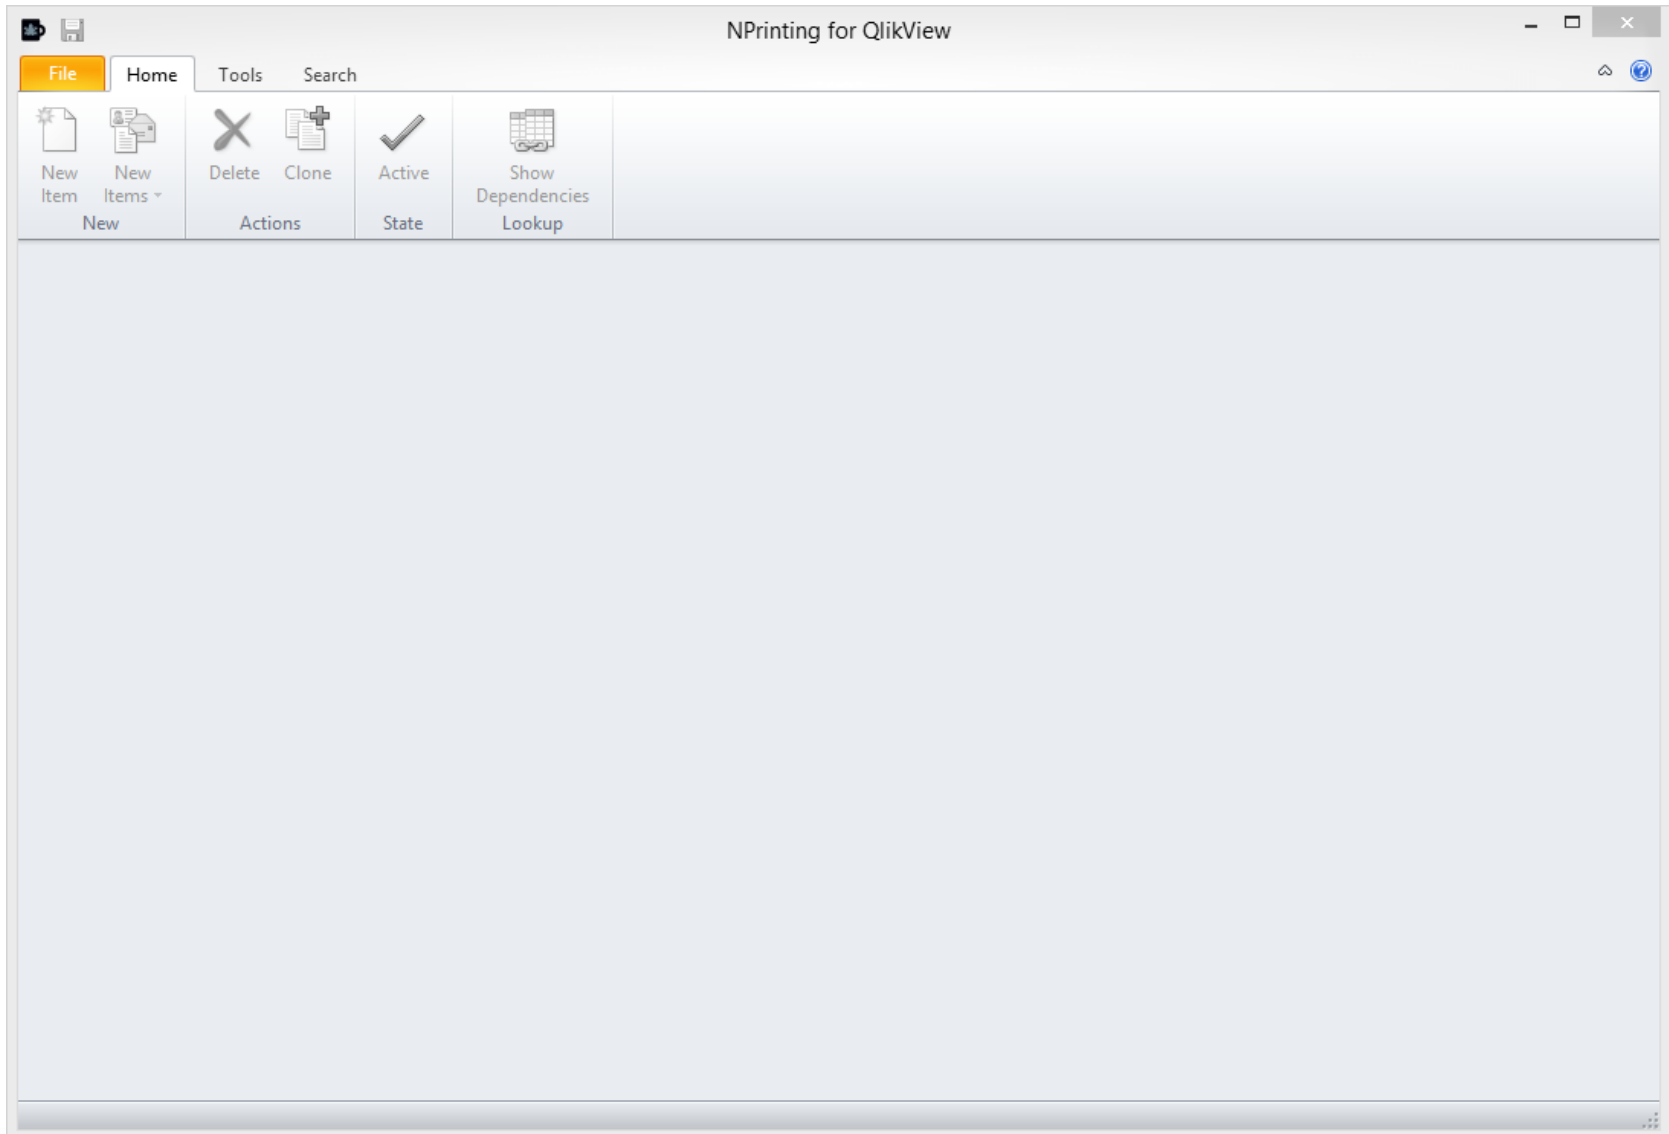 NPrinting for QlikView
File Home Tools Search
New Item
New Items
Delete
Clone
Active
Show Dependencies
New Actions State Lookup